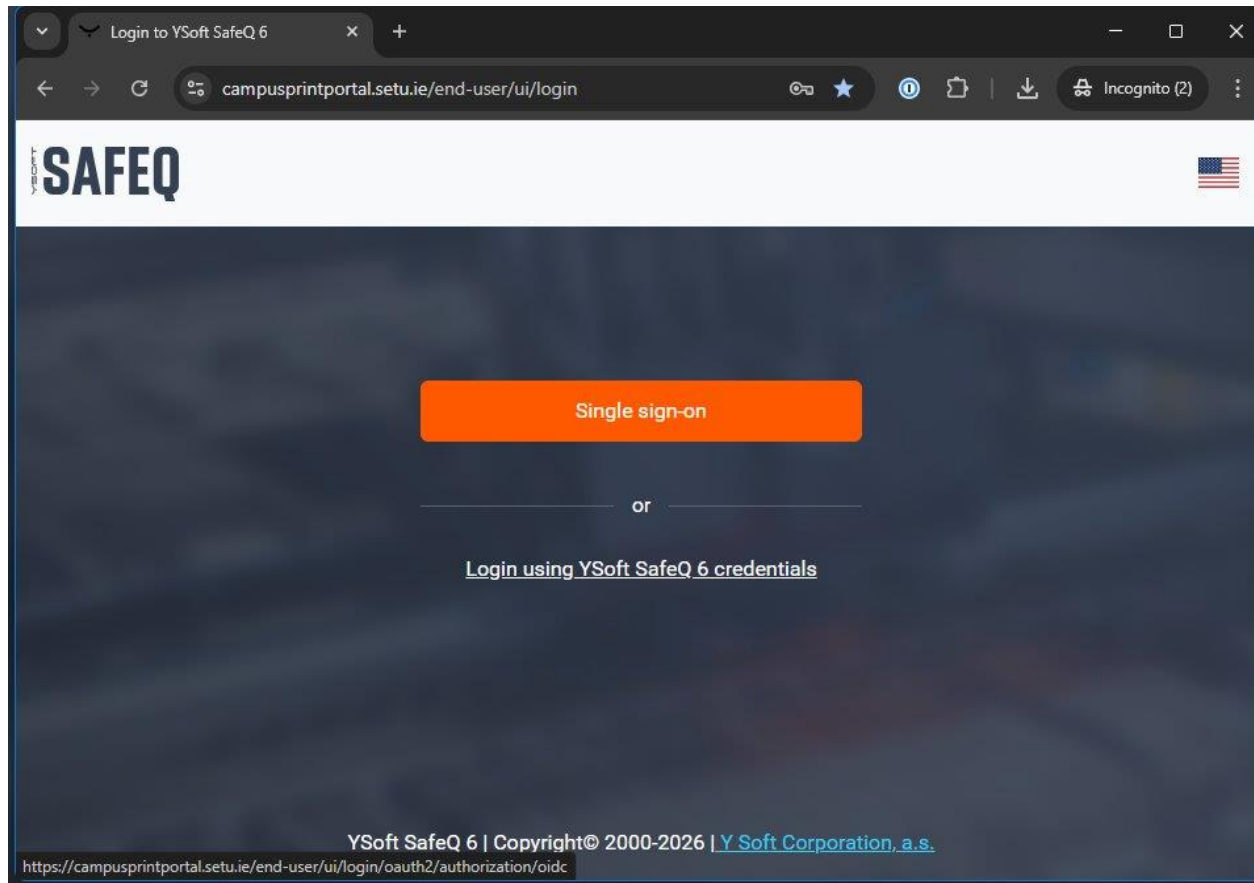 Login to YSoft SafeQ 6
campusprintportal.setu.ie/end-user/ui/login
Incognito (2)
YSOFT SAFEQ
Single sign-on
or
Login using YSoft SafeQ 6 credentials
YSoft SafeQ 6 | Copyright© 2000-2026 | Y Soft Corporation, a.s.
https://campusprintportal.setu.ie/end-user/ui/login/oauth2/authorization/oidc